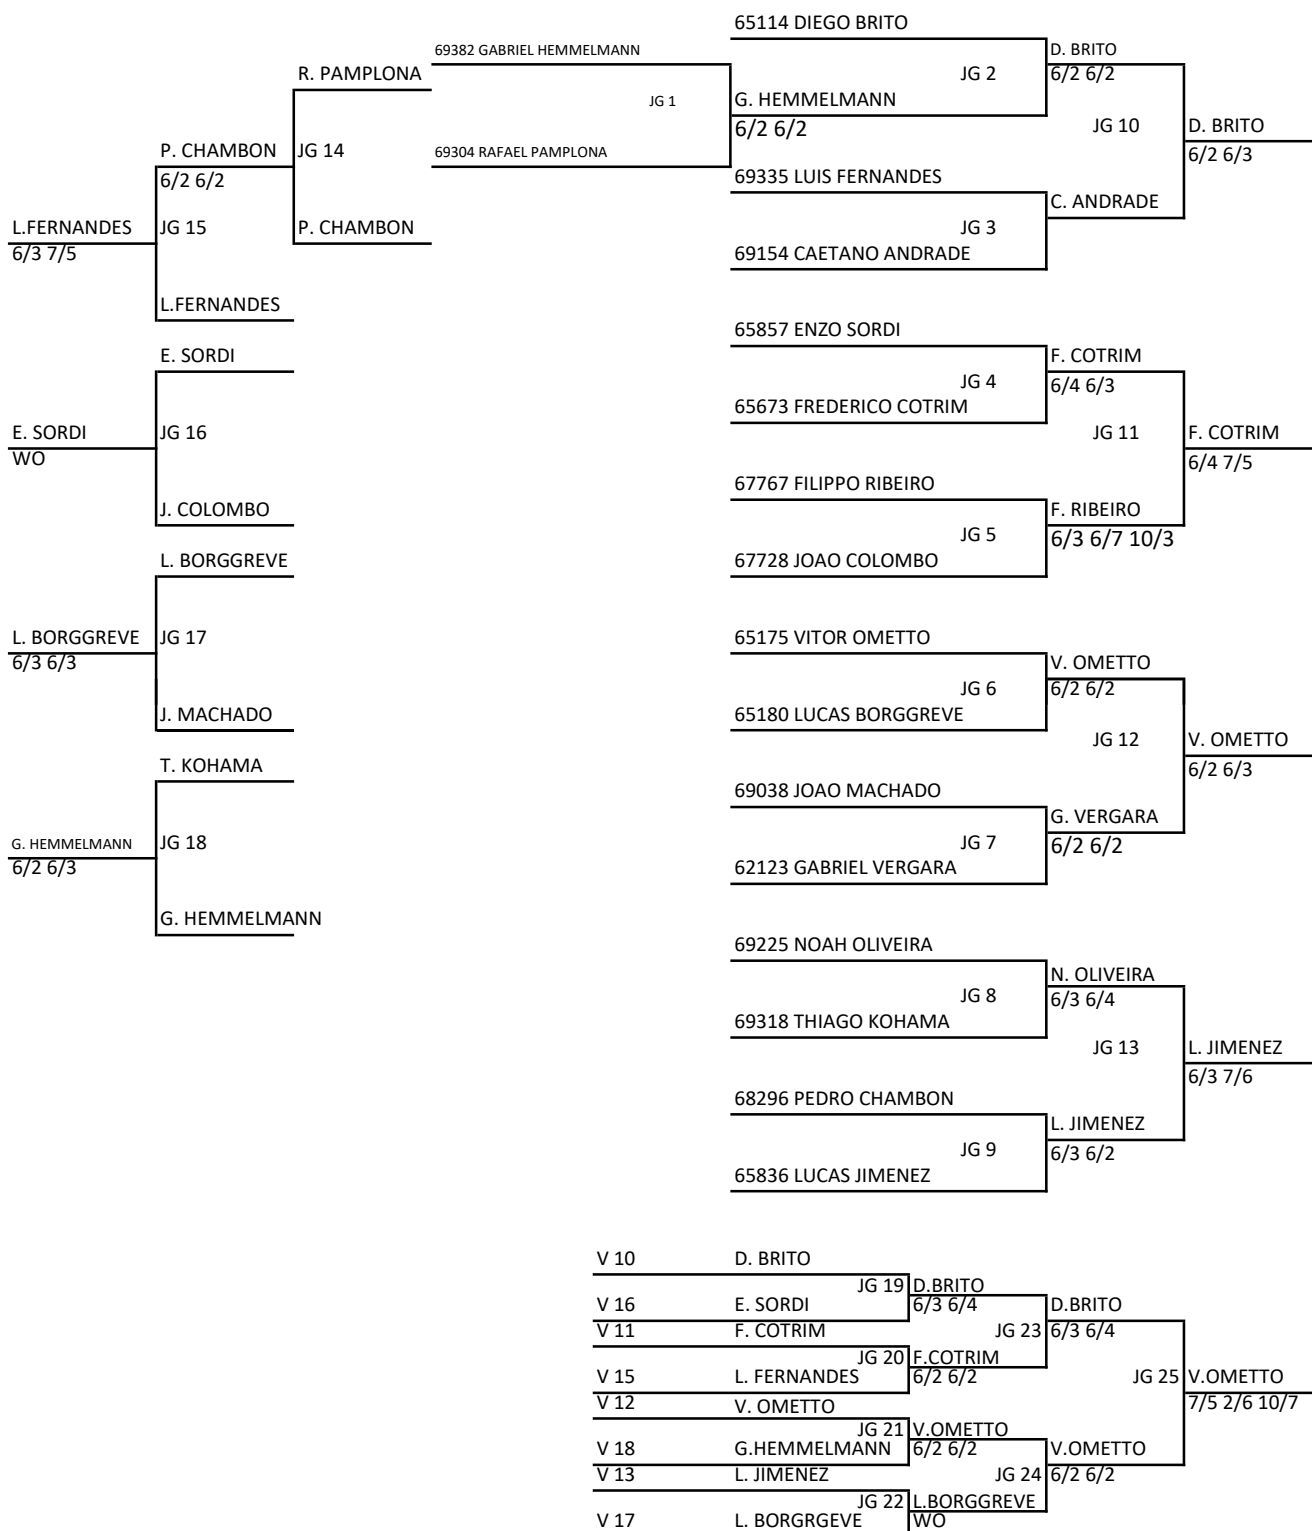 65114 DIEGO BRITO
69382 GABRIEL HEMMELMANN
D. BRITO
R. PAMPLONA
JG 2
6/2 6/2
JG 1
G. HEMMELMANN
6/2 6/2
JG 10
D. BRITO
6/2 6/3
P. CHAMBON
JG 14
69304 RAFAEL PAMPLONA
6/2 6/2
69335 LUIS FERNANDES
C. ANDRADE
L.FERNANDES
JG 15
P. CHAMBON
JG 3
6/3 7/5
69154 CAETANO ANDRADE
L.FERNANDES
65857 ENZO SORDI
E. SORDI
F. COTRIM
JG 4
6/4 6/3
65673 FREDERICO COTRIM
E. SORDI
JG 16
JG 11
F. COTRIM
WO
6/4 7/5
67767 FILIPPO RIBEIRO
J. COLOMBO
F. RIBEIRO
JG 5
6/3 6/7 10/3
L. BORGGREVE
67728 JOAO COLOMBO
L. BORGGREVE
JG 17
65175 VITOR OMETTO
6/3 6/3
V. OMETTO
JG 6
6/2 6/2
J. MACHADO
65180 LUCAS BORGGREVE
JG 12
V. OMETTO
6/2 6/3
T. KOHAMA
69038 JOAO MACHADO
G. VERGARA
G. HEMMELMANN
JG 18
JG 7
6/2 6/2
6/2 6/3
62123 GABRIEL VERGARA
G. HEMMELMANN
69225 NOAH OLIVEIRA
N. OLIVEIRA
JG 8
6/3 6/4
69318 THIAGO KOHAMA
JG 13
L. JIMENEZ
6/3 7/6
68296 PEDRO CHAMBON
L. JIMENEZ
JG 9
6/3 6/2
65836 LUCAS JIMENEZ
V 10 D. BRITO
JG 19 D.BRITO
V 16 E. SORDI 6/3 6/4 D.BRITO
V 11 F. COTRIM JG 23 6/3 6/4
JG 20 F.COTRIM
V 15 L. FERNANDES 6/2 6/2 JG 25 V.OMETTO
V 12 V. OMETTO 7/5 2/6 10/7
JG 21 V.OMETTO
V 18 G.HEMMELMANN 6/2 6/2 V.OMETTO
V 13 L. JIMENEZ JG 24 6/2 6/2
JG 22 L.BORGGREVE
V 17 L. BORGRGEVE WO